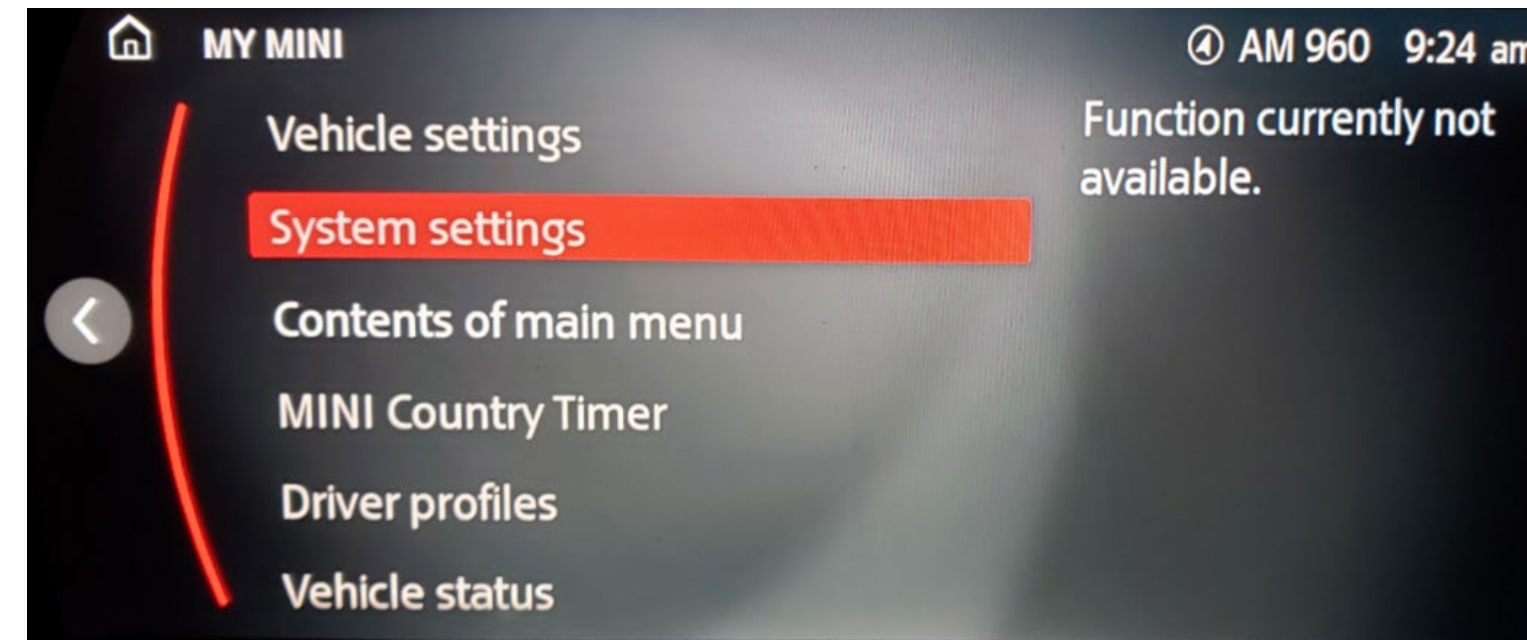 MY MINI
AM 960 9:24 am
Vehicle settings
System settings
Contents of main menu
MINI Country Timer
Driver profiles
Vehicle status
Function currently not
available.